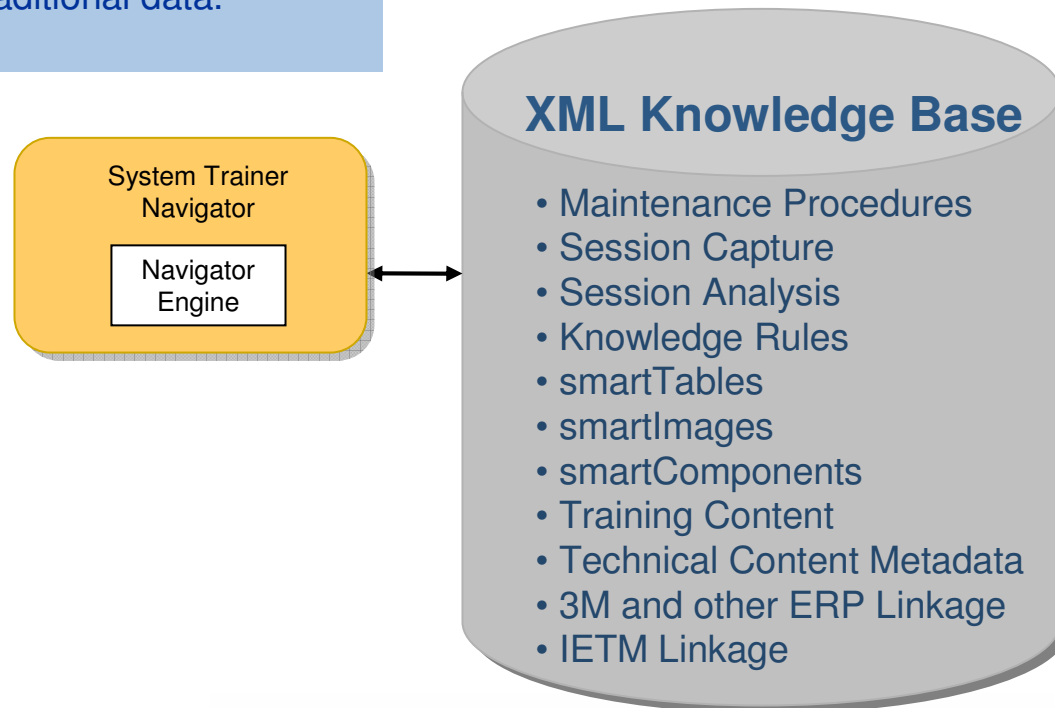 data.
System Trainer
Navigator
Navigator
Engine
XML Knowledge Base
• Maintenance Procedures
• Session Capture
• Session Analysis
• Knowledge Rules
• smartTables
• smartImages
• smartComponents
• Training Content
• Technical Content Metadata
• 3M and other ERP Linkage
• IETM Linkage